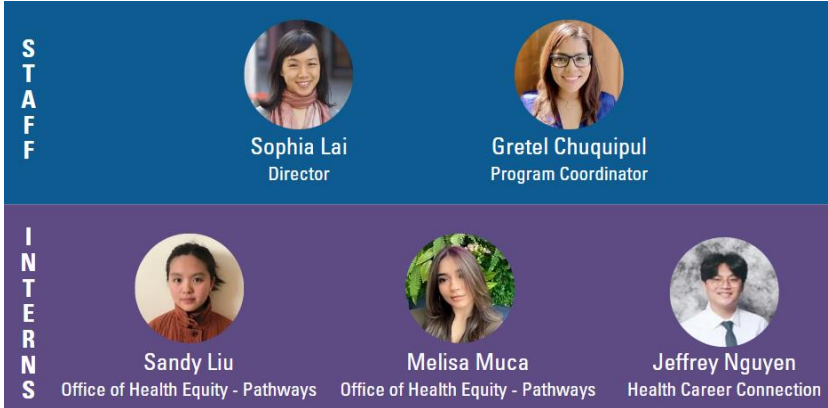 STAFF
Sophia Lai
Director
Gretel Chuquipul
Program Coordinator
INTERNS
Sandy Liu
Office of Health Equity - Pathways
Melisa Muca
Office of Health Equity - Pathways
Jeffrey Nguyen
Health Career Connection